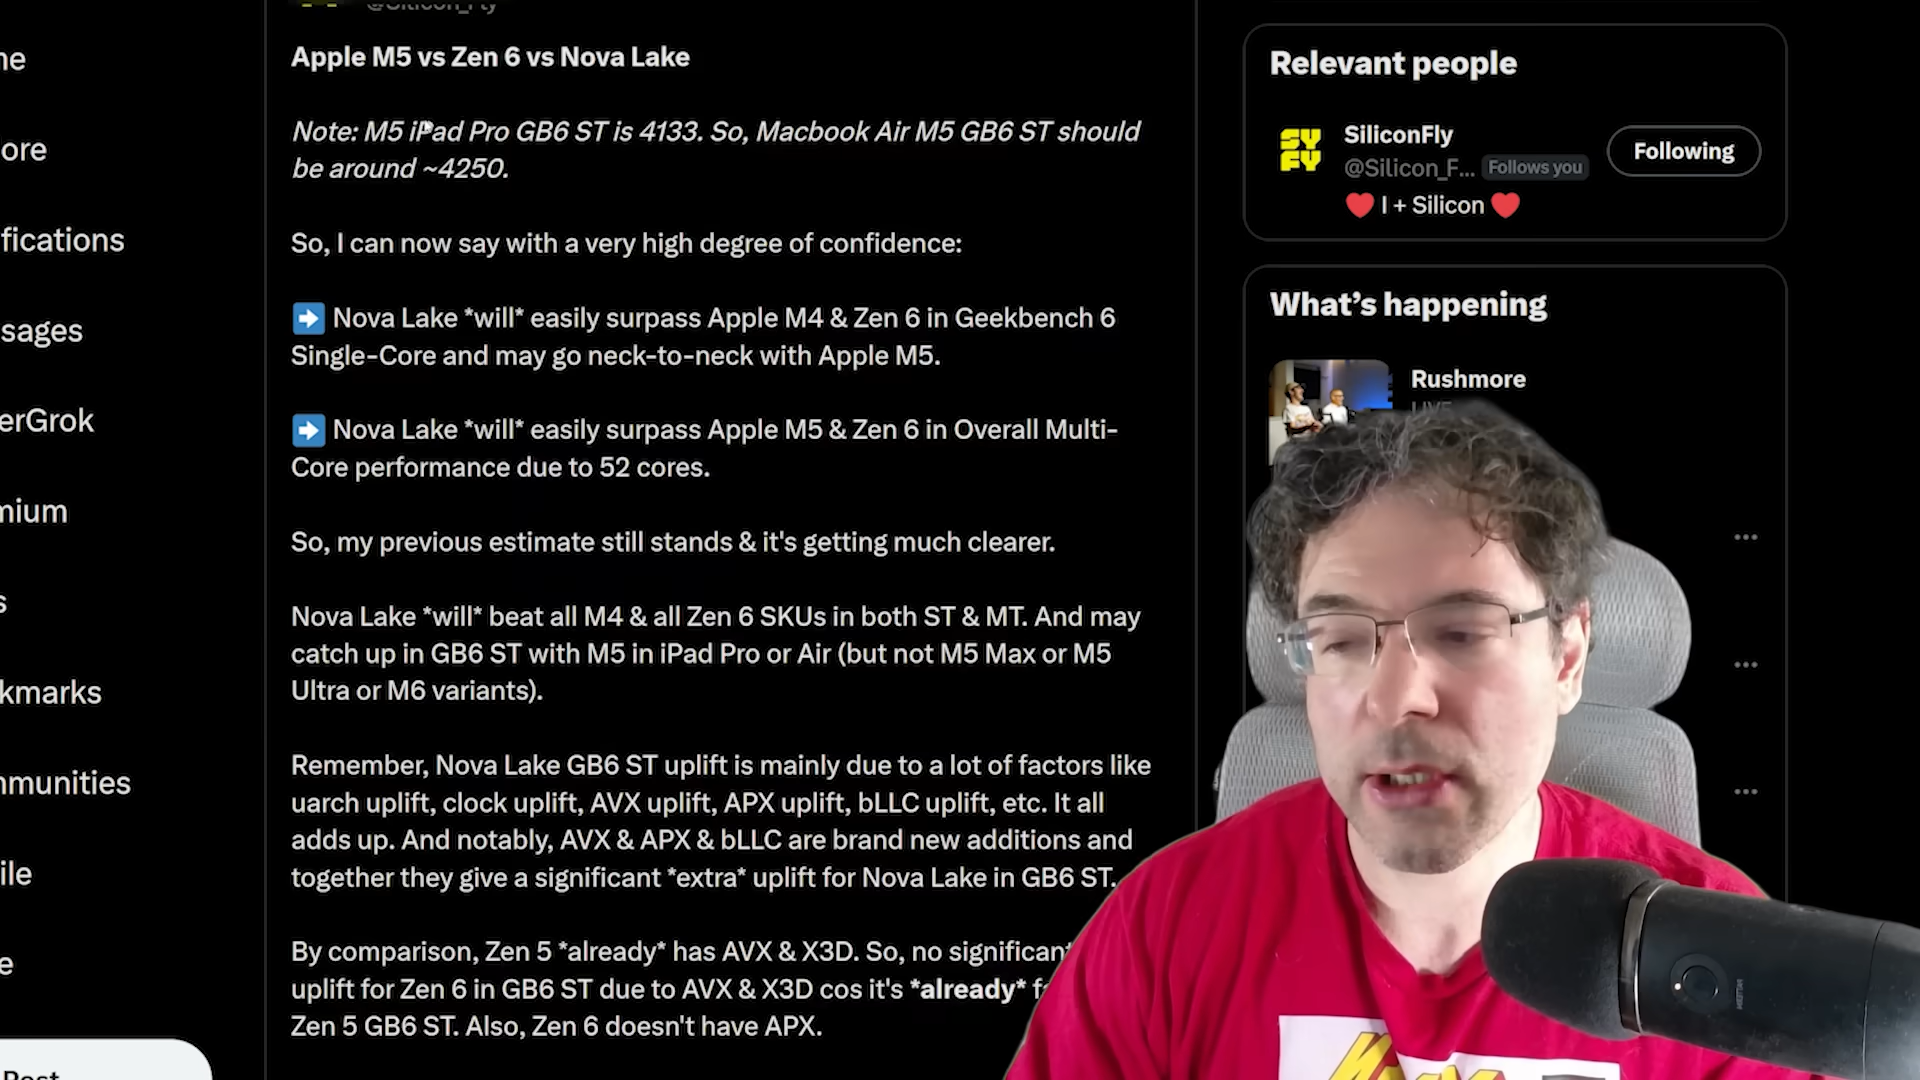 @Silicon_Fly
Apple M5 vs Zen 6 vs Nova Lake
Note: M5 iPad Pro GB6 ST is 4133. So, Macbook Air M5 GB6 ST should
be around ~4250.
So, I can now say with a very high degree of confidence:
➡️ Nova Lake *will* easily surpass Apple M4 & Zen 6 in Geekbench 6
Single-Core and may go neck-to-neck with Apple M5.
➡️ Nova Lake *will* easily surpass Apple M5 & Zen 6 in Overall Multi-
Core performance due to 52 cores.
So, my previous estimate still stands & it's getting much clearer.
Nova Lake *will* beat all M4 & all Zen 6 SKUs in both ST & MT. And may
catch up in GB6 ST with M5 in iPad Pro or Air (but not M5 Max or M5
Ultra or M6 variants).
Remember, Nova Lake GB6 ST uplift is mainly due to a lot of factors like
uarch uplift, clock uplift, AVX uplift, APX uplift, bLLC uplift, etc. It all
adds up. And notably, AVX & APX & bLLC are brand new additions and
together they give a significant *extra* uplift for Nova Lake in GB6 ST.
By comparison, Zen 5 *already* has AVX & X3D. So, no significant
uplift for Zen 6 in GB6 ST due to AVX & X3D cos it's *already* f
Zen 5 GB6 ST. Also, Zen 6 doesn't have APX.
me
ore
fications
sages
erGrok
mium
s
kmarks
mmunities
ile
e
Post
Relevant people
SY
FY
SiliconFly
@Silicon_F... Follows you
Following
❤️ I + Silicon ❤️
What's happening
Rushmore
LIVE